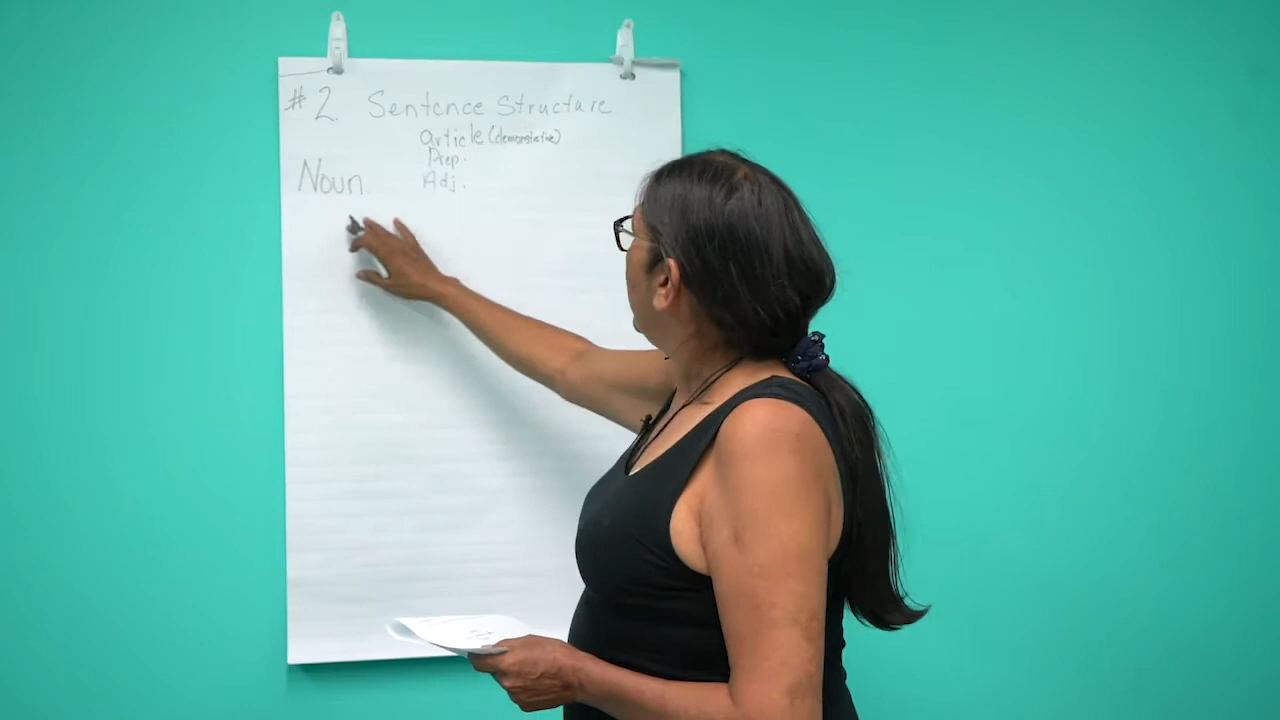 #2. Sentence Structure
Article (demonstrative)
Prep.
Noun.
Adj.